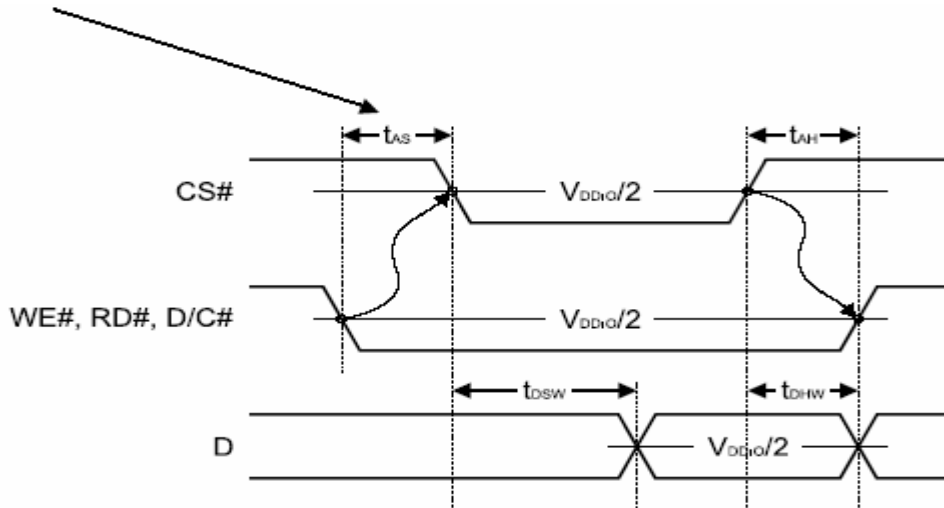 tAS tAH
CS# VDDIO/2
WE#, RD#, D/C# VDDIO/2
tDSW tDHW
D VDDIO/2